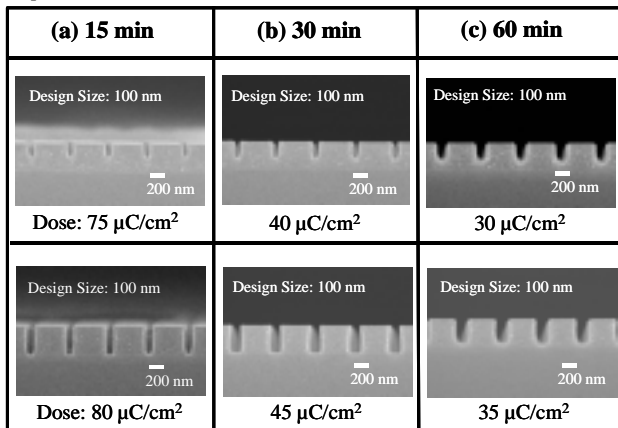 (a) 15 min
(b) 30 min
(c) 60 min
Design Size: 100 nm
200 nm
Design Size: 100 nm
200 nm
Design Size: 100 nm
200 nm
Dose: 75 µC/cm²
40 µC/cm²
30 µC/cm²
Design Size: 100 nm
200 nm
Design Size: 100 nm
200 nm
Design Size: 100 nm
200 nm
Dose: 80 µC/cm²
45 µC/cm²
35 µC/cm²